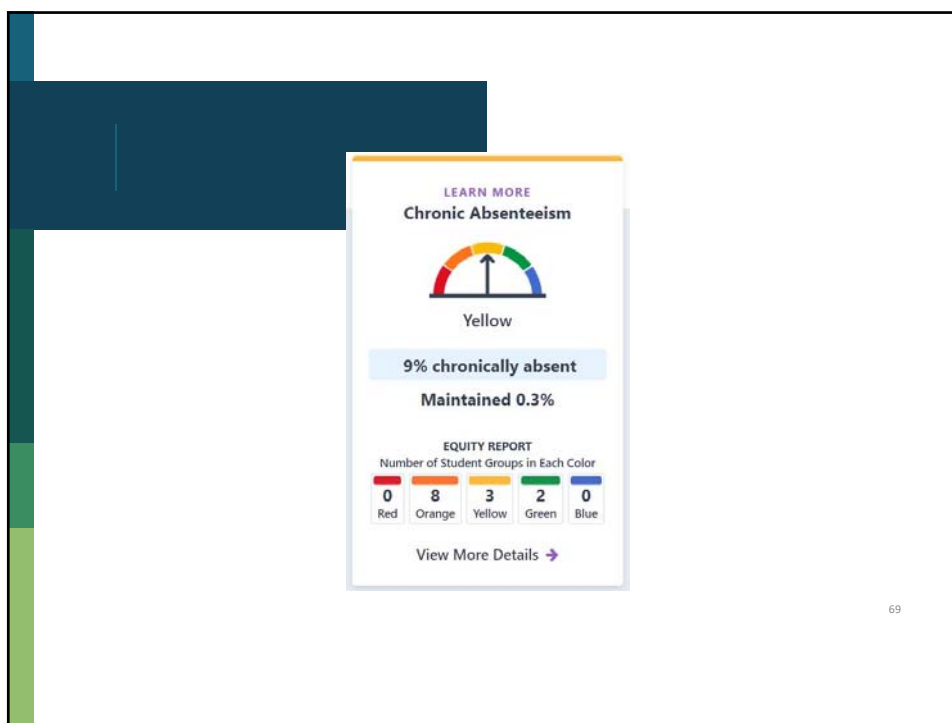 LEARN MORE
Chronic Absenteeism
Yellow
9% chronically absent
Maintained 0.3%
EQUITY REPORT
Number of Student Groups in Each Color
0 8 3 2 0
Red Orange Yellow Green Blue
View More Details →
69